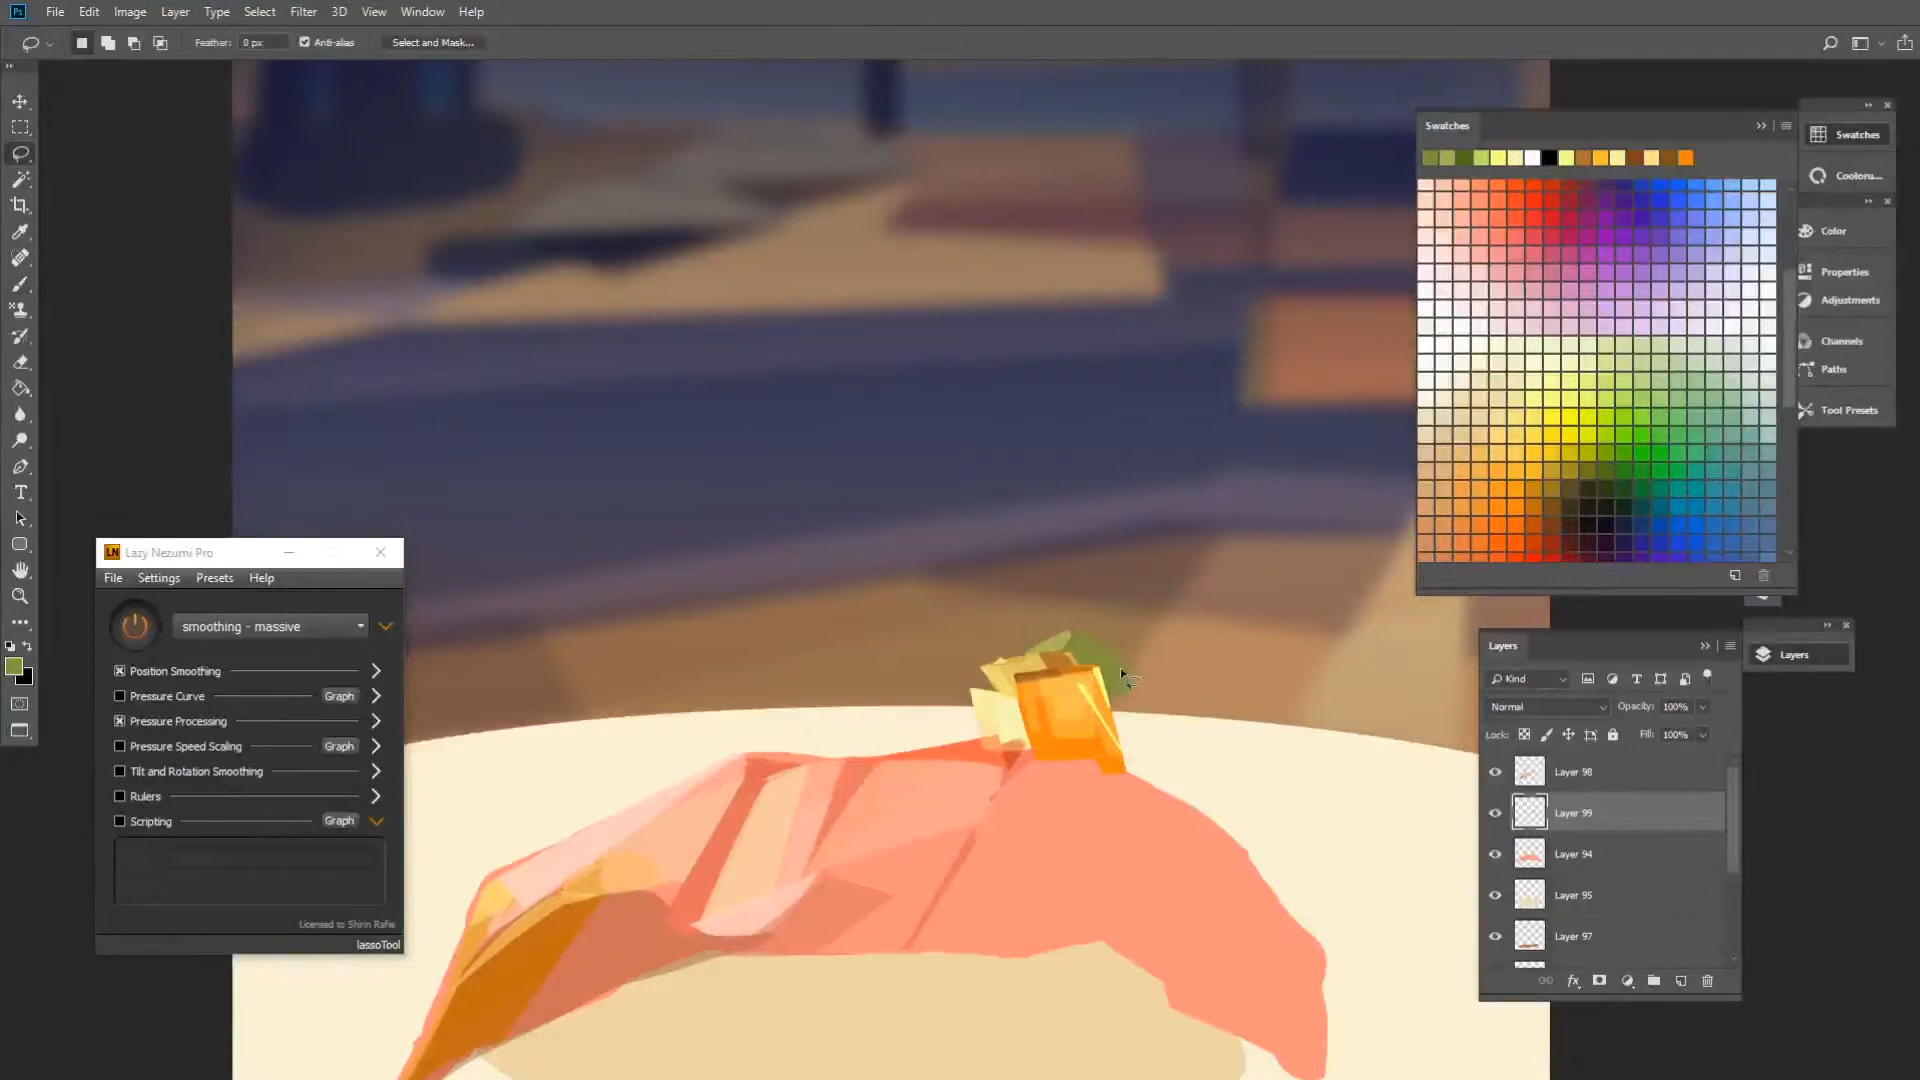 Ps File Edit Image Layer Type Select Filter 3D View Window Help
Feather: 0 px Anti-alias Select and Mask...
Swatches
Swatches
Cooloru...
Color
Properties
Adjustments
Channels
Paths
Tool Presets
LN Lazy Nezumi Pro
File Settings Presets Help
smoothing - massive
Position Smoothing
Pressure Curve Graph
Pressure Processing
Pressure Speed Scaling Graph
Tilt and Rotation Smoothing
Rulers
Scripting Graph
Licensed to Shirin Rafie
lassoTool
Layers
Layers
Kind
Normal Opacity: 100%
Lock: Fill: 100%
Layer 98
Layer 99
Layer 94
Layer 95
Layer 97
fx